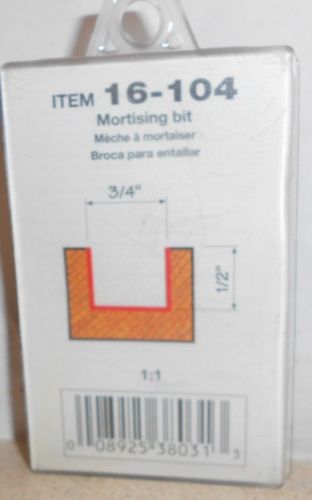 ITEM 16-104
Mortising bit
Mèche à mortaiser
Broca para entallar
3/4"
1/2"
1:1
0 08925 38031 3